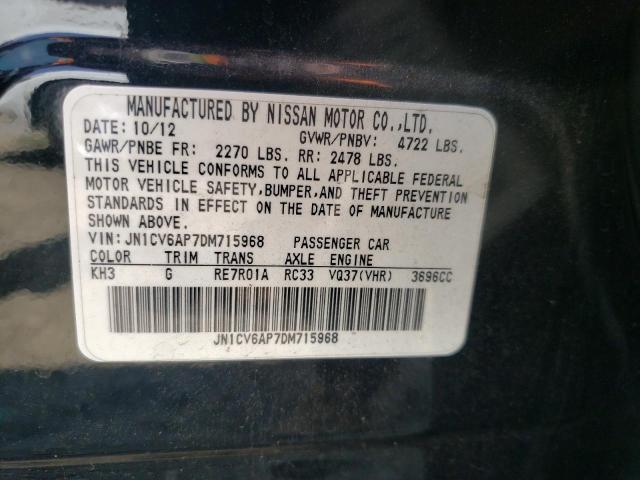 MANUFACTURED BY NISSAN MOTOR CO.,LTD.
DATE: 10/12 GVWR/PNBV: 4722 LBS.
GAWR/PNBE FR: 2270 LBS. RR: 2478 LBS.
THIS VEHICLE CONFORMS TO ALL APPLICABLE FEDERAL
MOTOR VEHICLE SAFETY,BUMPER,AND THEFT PREVENTION
STANDARDS IN EFFECT ON THE DATE OF MANUFACTURE
SHOWN ABOVE.
VIN: JN1CV6AP7DM715968 PASSENGER CAR
COLOR TRIM TRANS AXLE ENGINE
KH3 G RE7R01A RC33 VQ37(VHR) 3696CC
JN1CV6AP7DM715968